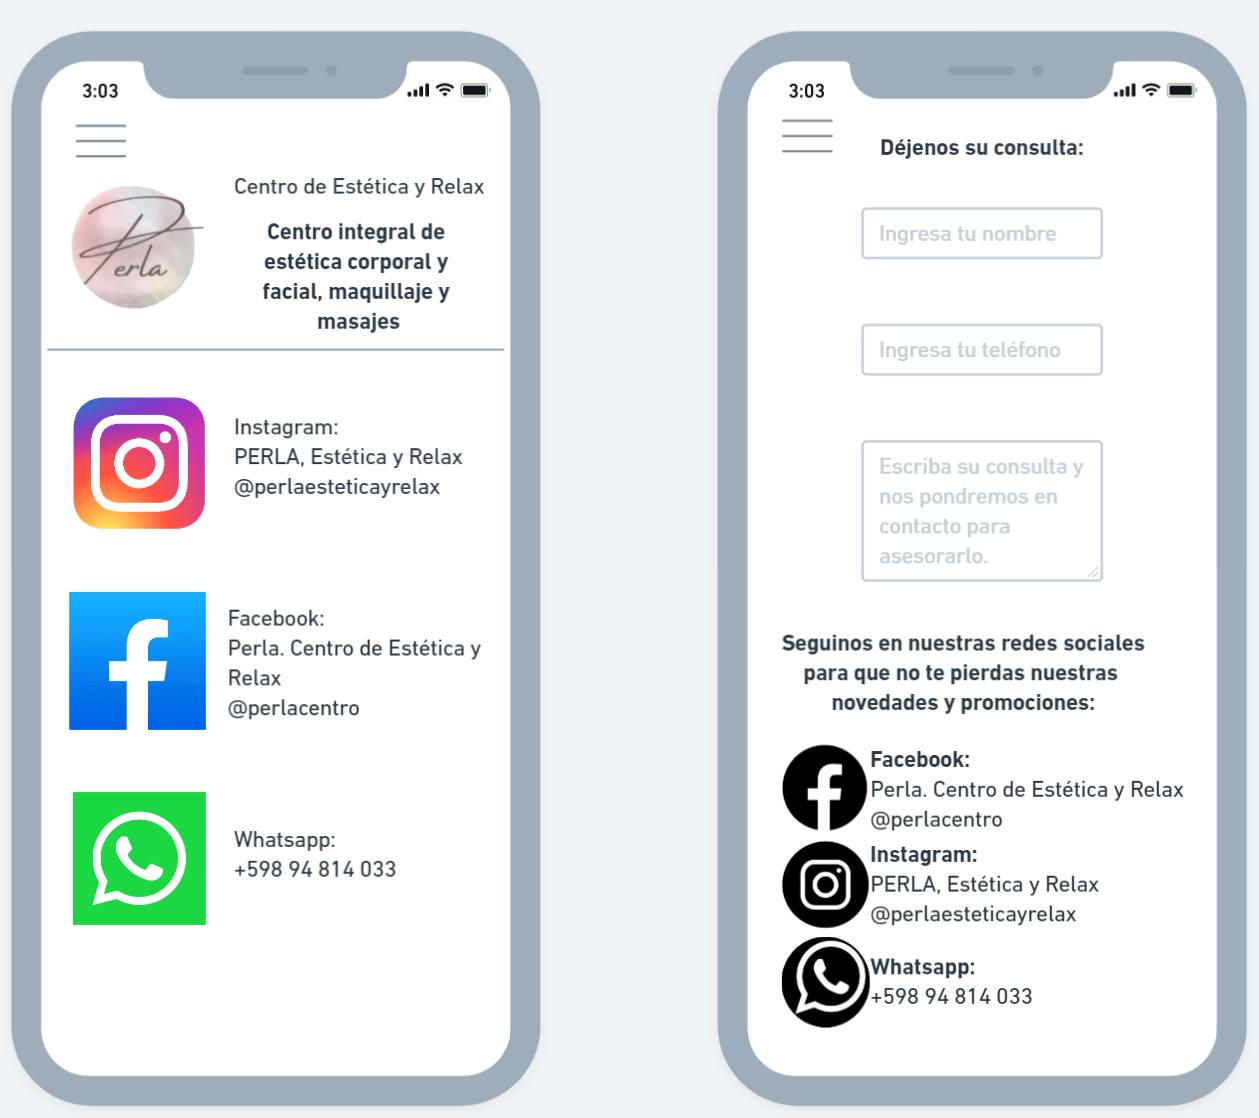 3:03
Perla
Centro de Estética y Relax
Centro integral de
estética corporal y
facial, maquillaje y
masajes
Instagram:
PERLA, Estética y Relax
@perlaesteticayrelax
Facebook:
Perla. Centro de Estética y
Relax
@perlacentro
Whatsapp:
+598 94 814 033
3:03
Déjenos su consulta:
Ingresa tu nombre
Ingresa tu teléfono
Escriba su consulta y
nos pondremos en
contacto para
asesorarlo.
Seguinos en nuestras redes sociales
para que no te pierdas nuestras
novedades y promociones:
Facebook:
Perla. Centro de Estética y Relax
@perlacentro
Instagram:
PERLA, Estética y Relax
@perlaesteticayrelax
Whatsapp:
+598 94 814 033